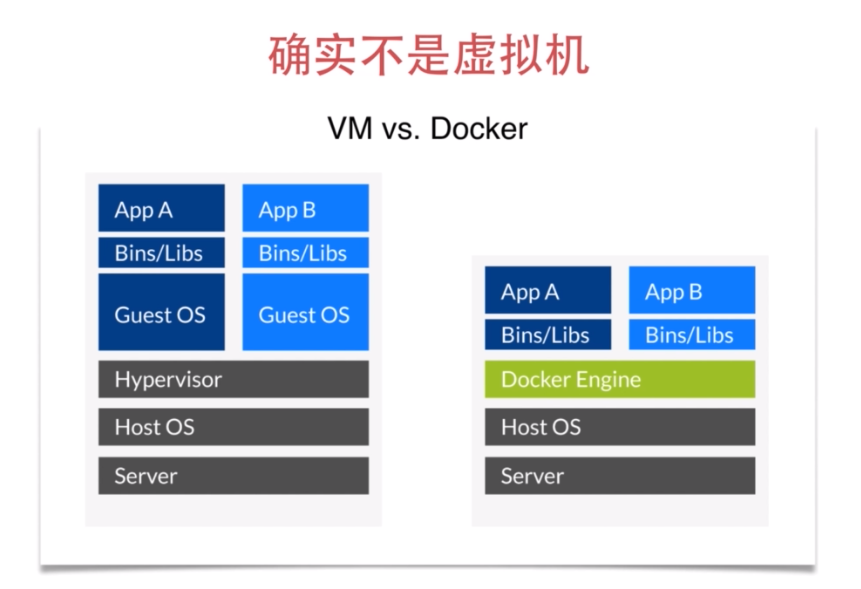 确实不是虚拟机
VM vs. Docker
App A
App B
Bins/Libs
Bins/Libs
Guest OS
Guest OS
Hypervisor
Host OS
Server
App A
App B
Bins/Libs
Bins/Libs
Docker Engine
Host OS
Server